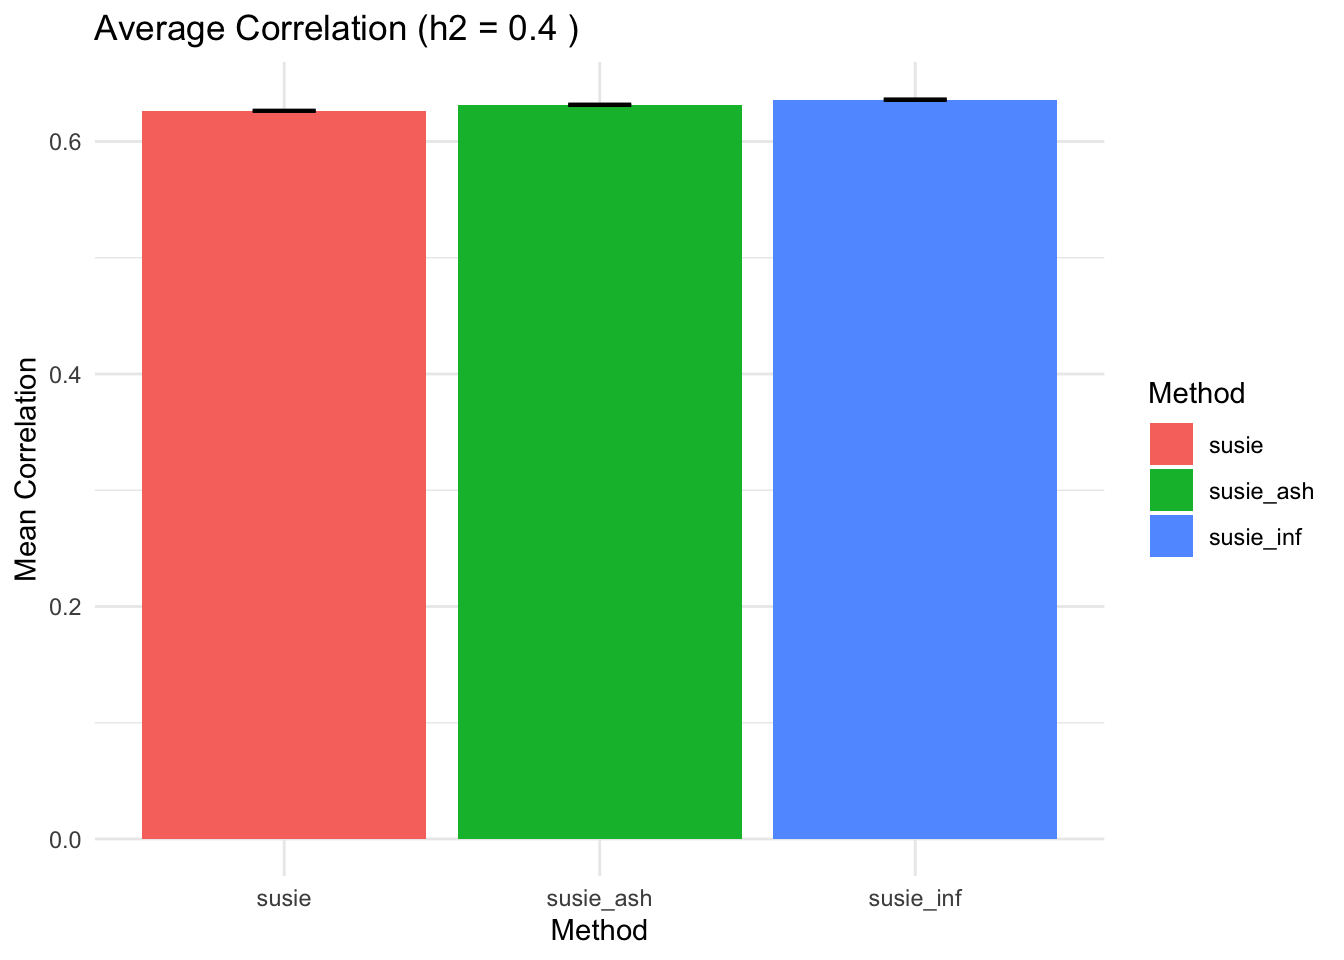 Average Correlation (h2 = 0.4 )
Mean Correlation
0.6
0.4
0.2
0.0
susie
susie_ash
susie_inf
Method
Method
susie
susie_ash
susie_inf